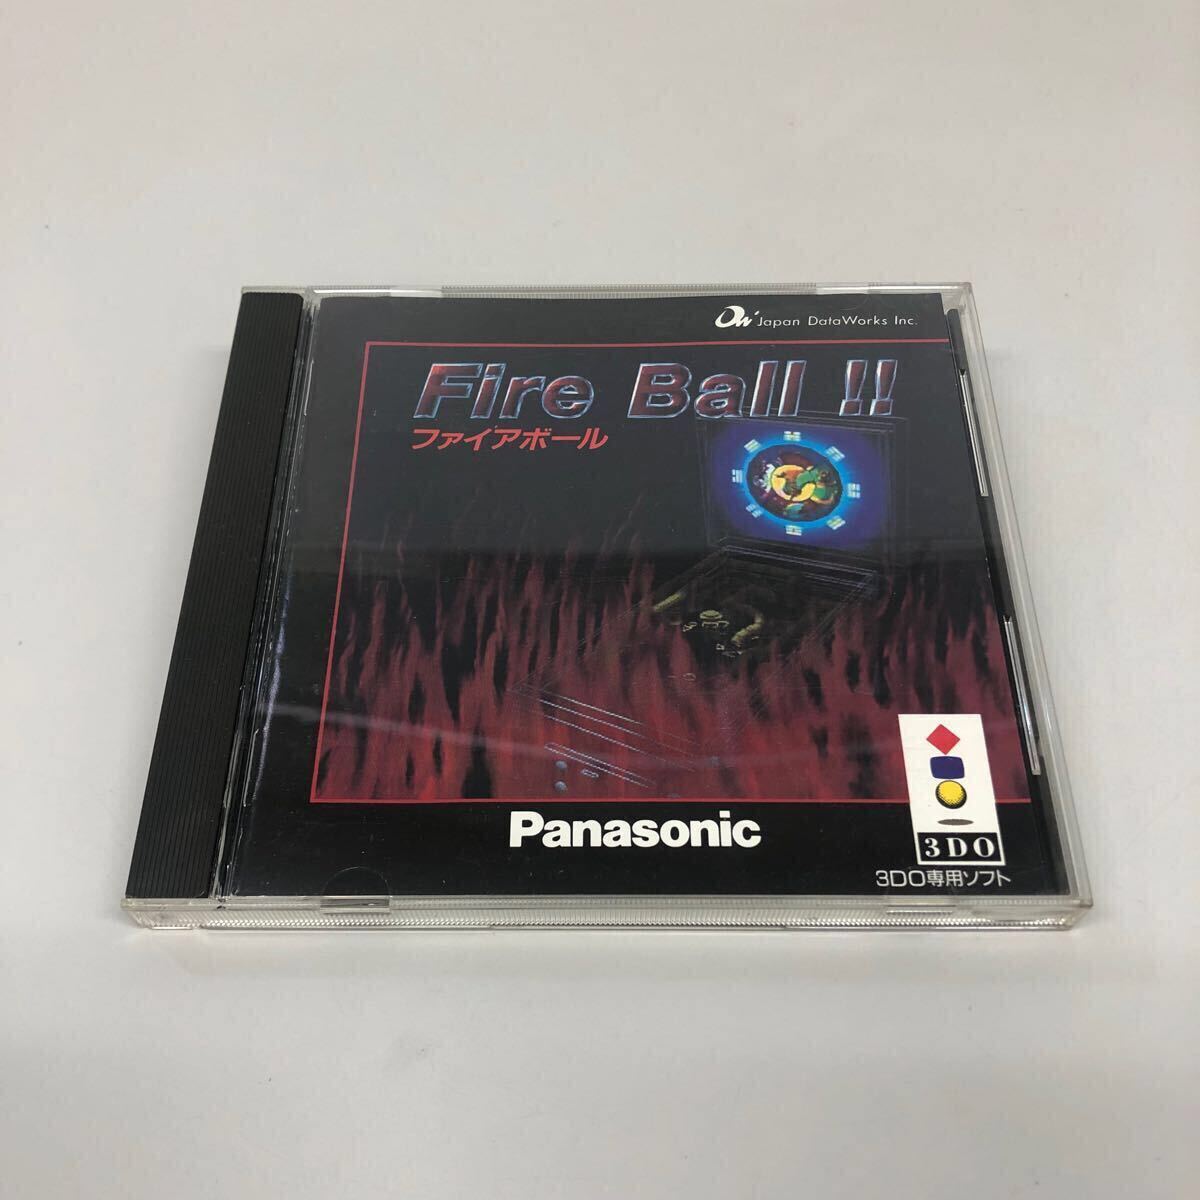 Japan DataWorks Inc.
Fire Ball !!
ファイアボール
Panasonic
3DO
3DO専用ソフト